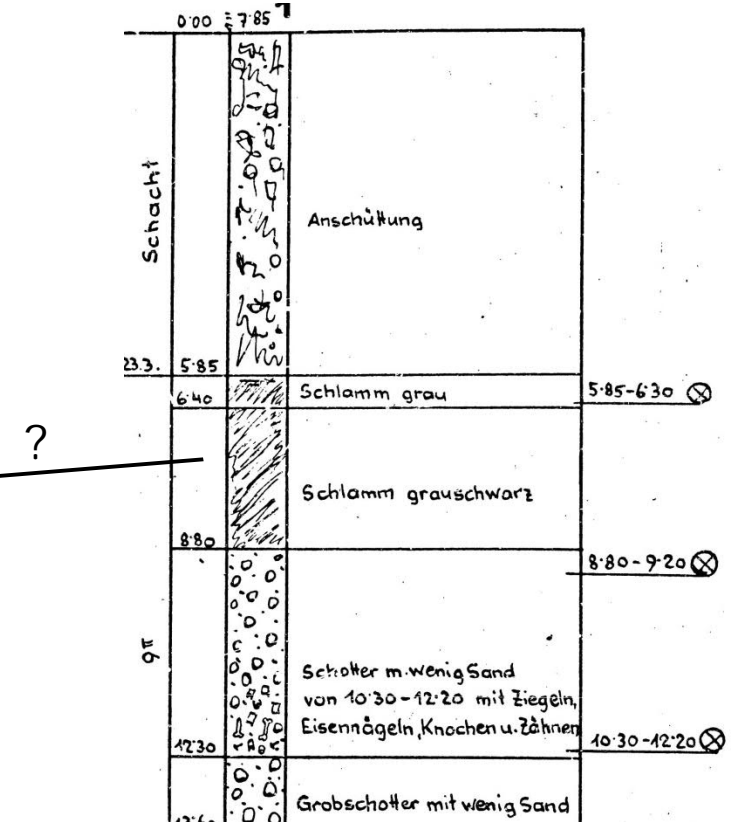 0·00 ≡ 7·85
Schacht
Anschüttung
23.3.
5·85
Schlamm grau
5·85-6·30
6·40
?
Schlamm grauschwarz
8·80
8·80-9·20
Schotter m. wenig Sand
von 10·30-12·20 mit Ziegeln,
Eisennägeln, Knochen u. Zähnen
10·30-12·20
12·30
Grobschotter mit wenig Sand